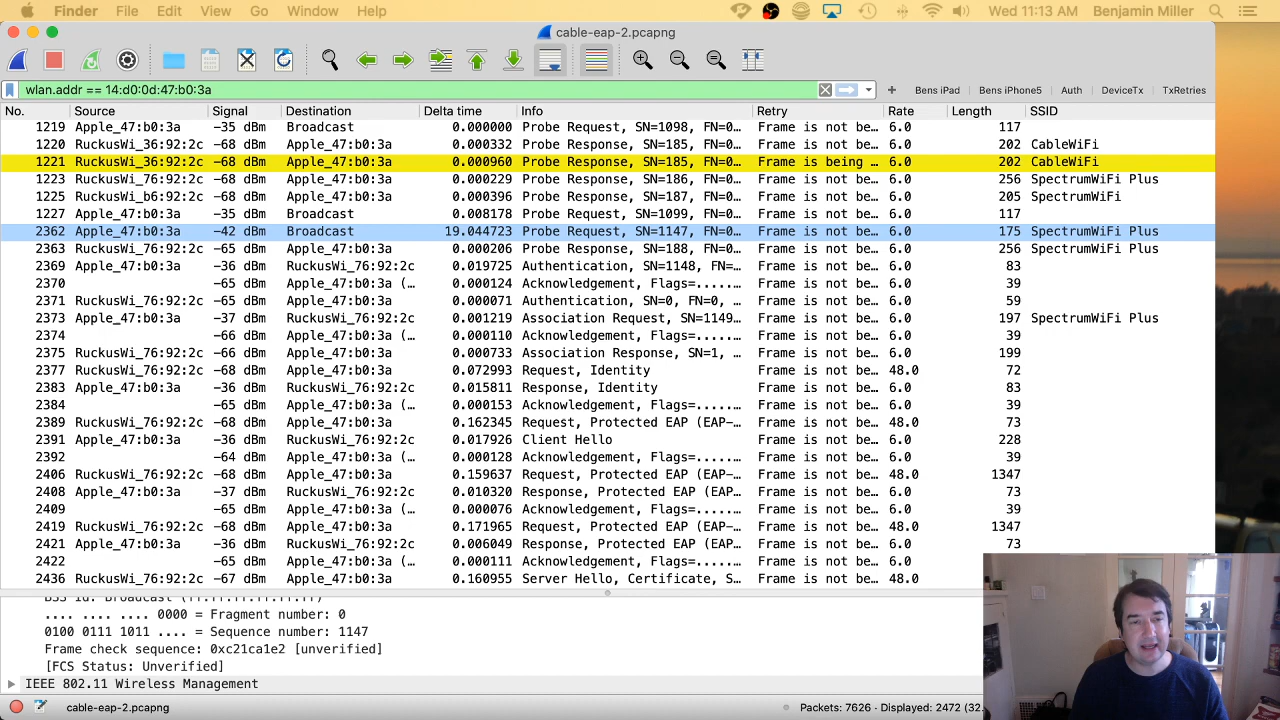 Finder File Edit View Go Window Help Wed 11:13 AM Benjamin Miller
cable-eap-2.pcapng
wlan.addr == 14:d0:0d:47:b0:3a Bens iPad Bens iPhone5 Auth DeviceTx TxRetries
No. Source Signal Destination Delta time Info Retry Rate Length SSID
1219 Apple_47:b0:3a −35 dBm Broadcast 0.000000 Probe Request, SN=1098, FN=0… Frame is not be… 6.0 117
1220 RuckusWi_36:92:2c −68 dBm Apple_47:b0:3a 0.000332 Probe Response, SN=185, FN=0… Frame is not be… 6.0 202 CableWiFi
1221 RuckusWi_36:92:2c −68 dBm Apple_47:b0:3a 0.000960 Probe Response, SN=185, FN=0… Frame is being … 6.0 202 CableWiFi
1223 RuckusWi_76:92:2c −68 dBm Apple_47:b0:3a 0.000229 Probe Response, SN=186, FN=0… Frame is not be… 6.0 256 SpectrumWiFi Plus
1225 RuckusWi_b6:92:2c −68 dBm Apple_47:b0:3a 0.000396 Probe Response, SN=187, FN=0… Frame is not be… 6.0 205 SpectrumWiFi
1227 Apple_47:b0:3a −35 dBm Broadcast 0.008178 Probe Request, SN=1099, FN=0… Frame is not be… 6.0 117
2362 Apple_47:b0:3a −42 dBm Broadcast 19.044723 Probe Request, SN=1147, FN=0… Frame is not be… 6.0 175 SpectrumWiFi Plus
2363 RuckusWi_76:92:2c −65 dBm Apple_47:b0:3a 0.000206 Probe Response, SN=188, FN=0… Frame is not be… 6.0 256 SpectrumWiFi Plus
2369 Apple_47:b0:3a −36 dBm RuckusWi_76:92:2c 0.019725 Authentication, SN=1148, FN=… Frame is not be… 6.0 83
2370 −65 dBm Apple_47:b0:3a (… 0.000124 Acknowledgement, Flags=.....… Frame is not be… 6.0 39
2371 RuckusWi_76:92:2c −65 dBm Apple_47:b0:3a 0.000071 Authentication, SN=0, FN=0, … Frame is not be… 6.0 59
2373 Apple_47:b0:3a −37 dBm RuckusWi_76:92:2c 0.001219 Association Request, SN=1149… Frame is not be… 6.0 197 SpectrumWiFi Plus
2374 −66 dBm Apple_47:b0:3a (… 0.000110 Acknowledgement, Flags=.....… Frame is not be… 6.0 39
2375 RuckusWi_76:92:2c −66 dBm Apple_47:b0:3a 0.000733 Association Response, SN=1, … Frame is not be… 6.0 199
2377 RuckusWi_76:92:2c −68 dBm Apple_47:b0:3a 0.072993 Request, Identity Frame is not be… 48.0 72
2383 Apple_47:b0:3a −36 dBm RuckusWi_76:92:2c 0.015811 Response, Identity Frame is not be… 6.0 83
2384 −65 dBm Apple_47:b0:3a (… 0.000153 Acknowledgement, Flags=.....… Frame is not be… 6.0 39
2389 RuckusWi_76:92:2c −68 dBm Apple_47:b0:3a 0.162345 Request, Protected EAP (EAP−… Frame is not be… 48.0 73
2391 Apple_47:b0:3a −36 dBm RuckusWi_76:92:2c 0.017926 Client Hello Frame is not be… 6.0 228
2392 −64 dBm Apple_47:b0:3a (… 0.000128 Acknowledgement, Flags=.....… Frame is not be… 6.0 39
2406 RuckusWi_76:92:2c −68 dBm Apple_47:b0:3a 0.159637 Request, Protected EAP (EAP−… Frame is not be… 48.0 1347
2408 Apple_47:b0:3a −37 dBm RuckusWi_76:92:2c 0.010320 Response, Protected EAP (EAP… Frame is not be… 6.0 73
2409 −65 dBm Apple_47:b0:3a (… 0.000076 Acknowledgement, Flags=.....… Frame is not be… 6.0 39
2419 RuckusWi_76:92:2c −68 dBm Apple_47:b0:3a 0.171965 Request, Protected EAP (EAP−… Frame is not be… 48.0 1347
2421 Apple_47:b0:3a −36 dBm RuckusWi_76:92:2c 0.006049 Response, Protected EAP (EAP… Frame is not be… 6.0 73
2422 −65 dBm Apple_47:b0:3a (… 0.000111 Acknowledgement, Flags=.....… Frame is not be… 6.0
2436 RuckusWi_76:92:2c −67 dBm Apple_47:b0:3a 0.160955 Server Hello, Certificate, S… Frame is not be… 48.0
BSS Id: Broadcast (ff:ff:ff:ff:ff:ff)
.... .... .... 0000 = Fragment number: 0
0100 0111 1011 .... = Sequence number: 1147
Frame check sequence: 0xc21ca1e2 [unverified]
[FCS Status: Unverified]
IEEE 802.11 Wireless Management
cable-eap-2.pcapng Packets: 7626 · Displayed: 2472 (32.